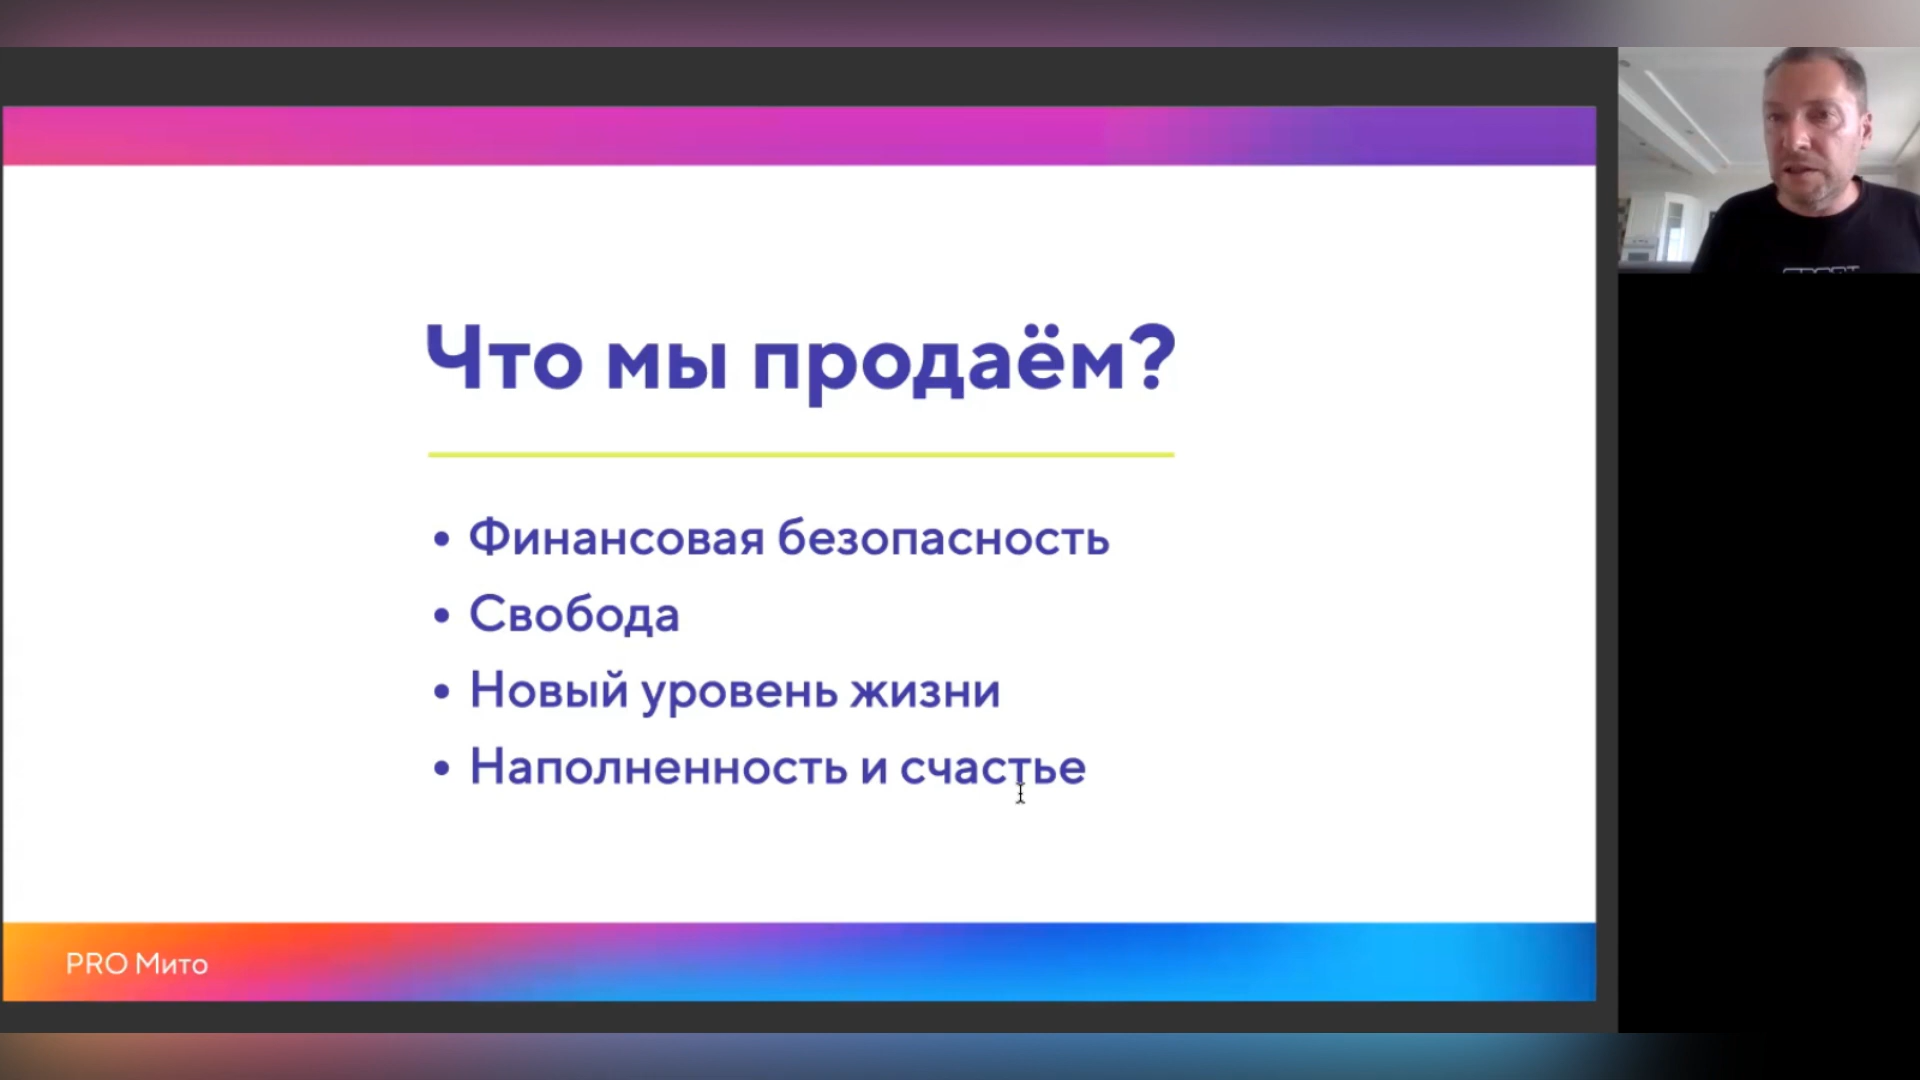 Что мы продаём?
• Финансовая безопасность
• Свобода
• Новый уровень жизни
• Наполненность и счастье
PRO Мито